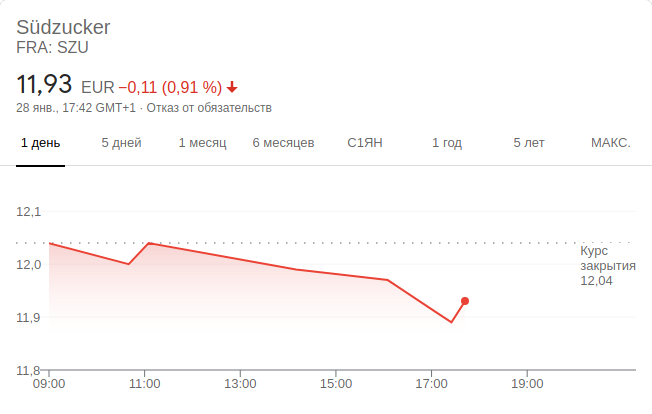 Südzucker
FRA: SZU
11,93 EUR −0,11 (0,91 %)
28 янв., 17:42 GMT+1 · Отказ от обязательств
1 день 5 дней 1 месяц 6 месяцев С1ЯН 1 год 5 лет МАКС.
12,1
Курс
закрытия
12,04
12,0
11,9
11,8
09:00 11:00 13:00 15:00 17:00 19:00